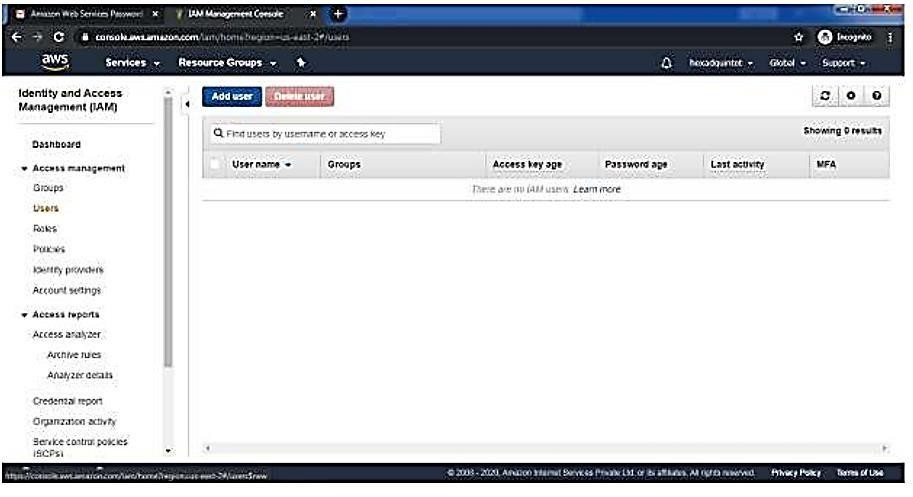 Amazon Web Services Password
IAM Management Console
console.aws.amazon.com/iam/home?region=us-east-2#/users
Incognito
aws
Services
Resource Groups
hexadquintet
Global
Support
Identity and Access
Management (IAM)
Dashboard
Access management
Groups
Users
Roles
Policies
Identity providers
Account settings
Access reports
Access analyzer
Archive rules
Analyzer details
Credential report
Organization activity
Service control policies
(SCPs)
Add user
Delete user
Find users by username or access key
Showing 0 results
User name
Groups
Access key age
Password age
Last activity
MFA
There are no IAM users. Learn more
https://console.aws.amazon.com/iam/home?region=us-east-2#/users$new
© 2008 - 2020, Amazon Internet Services Private Ltd. or its affiliates. All rights reserved.
Privacy Policy
Terms of Use